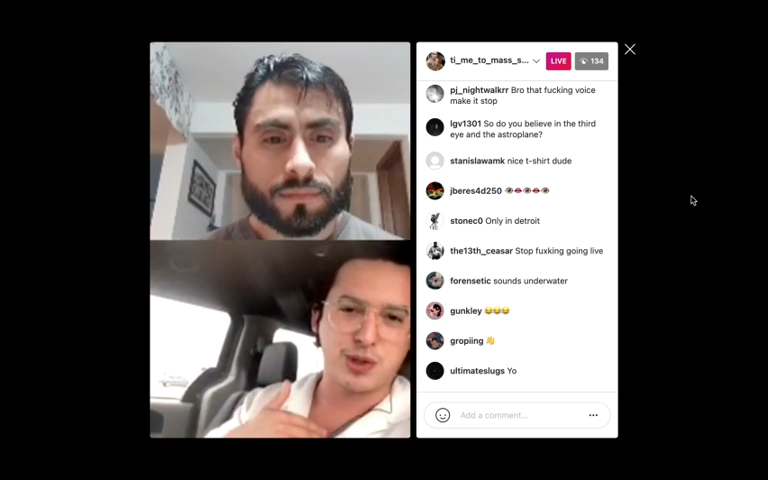 ti_me_to_mass_s...
LIVE
134
pj_nightwalkrr Bro that fucking voice
make it stop
lgv1301 So do you believe in the third
eye and the astroplane?
stanislawamk nice t-shirt dude
jberes4d250 👁️👄👁️👄👁️
stonec0 Only in detroit
the13th_ceasar Stop fuxking going live
forensetic sounds underwater
gunkley 😂😂😂
gropiing 👋
ultimateslugs Yo
Add a comment...